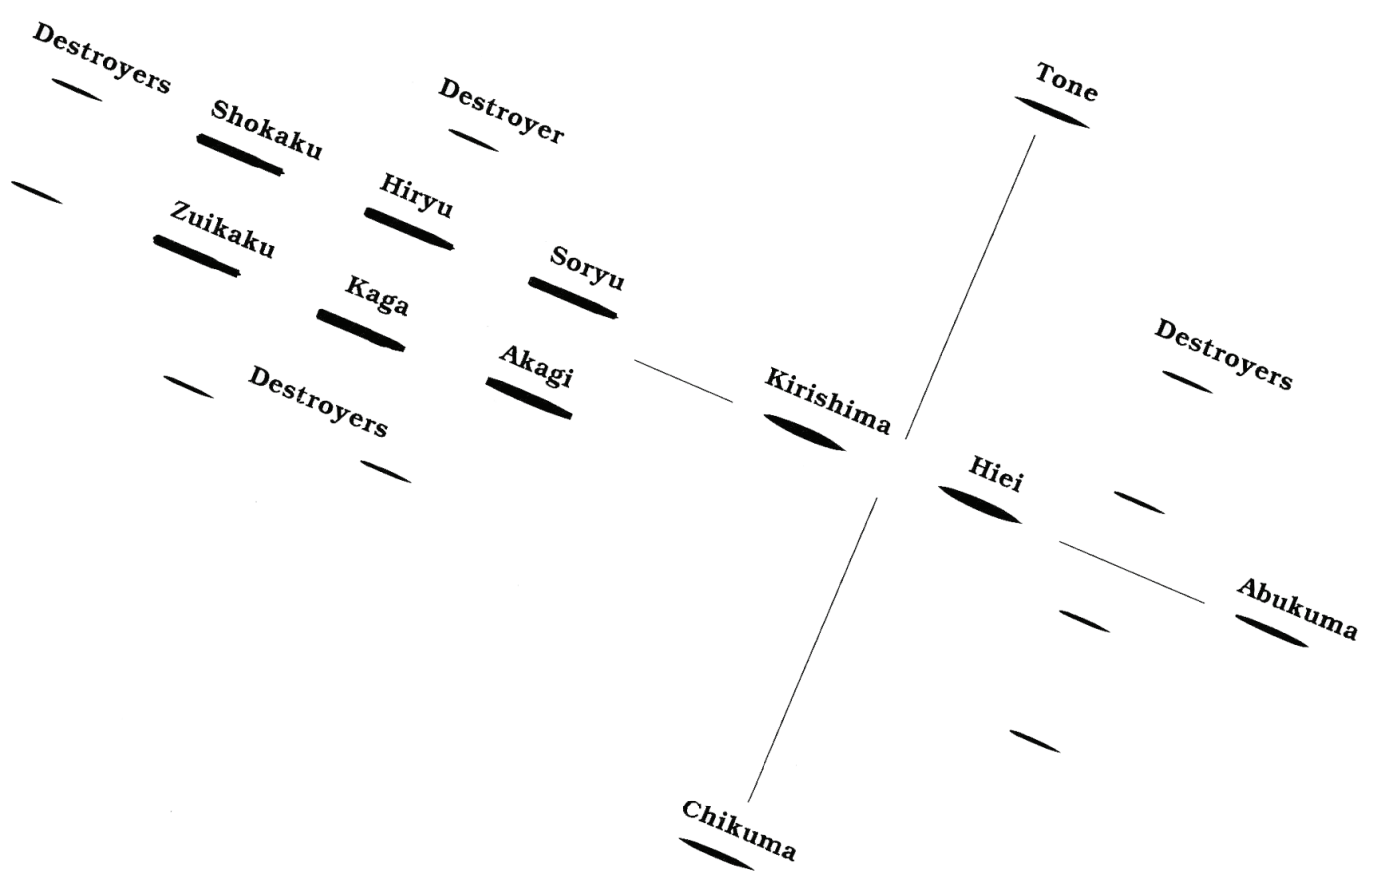 Destroyers
Shokaku
Destroyer
Tone
Zuikaku
Hiryu
Soryu
Kaga
Akagi
Destroyers
Kirishima
Destroyers
Hiei
Abukuma
Chikuma